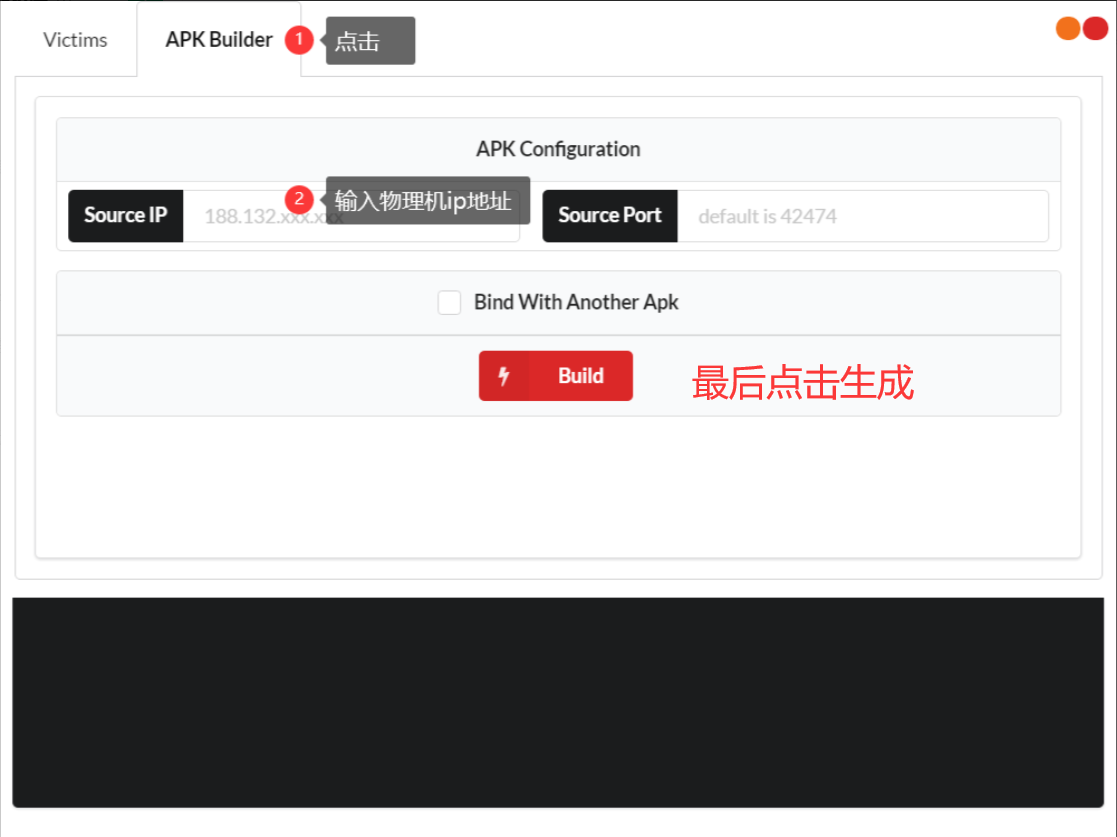 Victims
APK Builder 1 点击
APK Configuration
Source IP 188.132.xxx.xxx 2 输入物理机ip地址 Source Port default is 42474
Bind With Another Apk
Build 最后点击生成